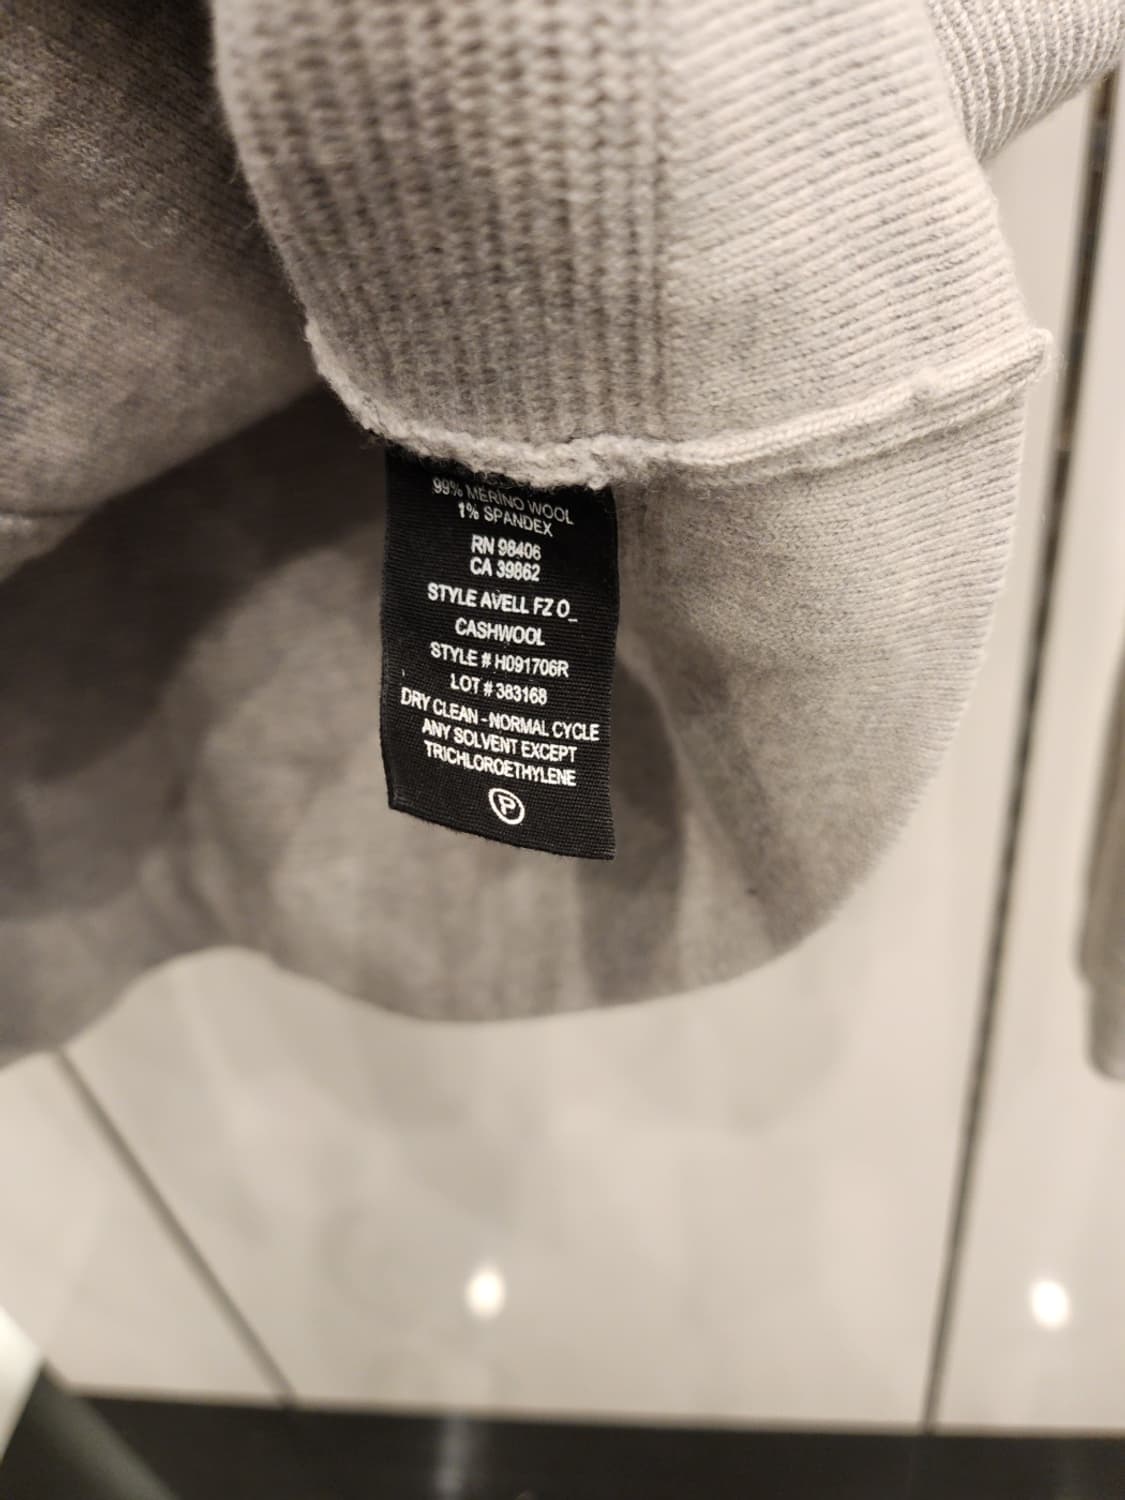 99% MERINO WOOL
1% SPANDEX
RN 98406
CA 39862
STYLE AVELL FZ O_
CASHWOOL
STYLE # H091706R
LOT # 383168
DRY CLEAN - NORMAL CYCLE
ANY SOLVENT EXCEPT
TRICHLOROETHYLENE
P